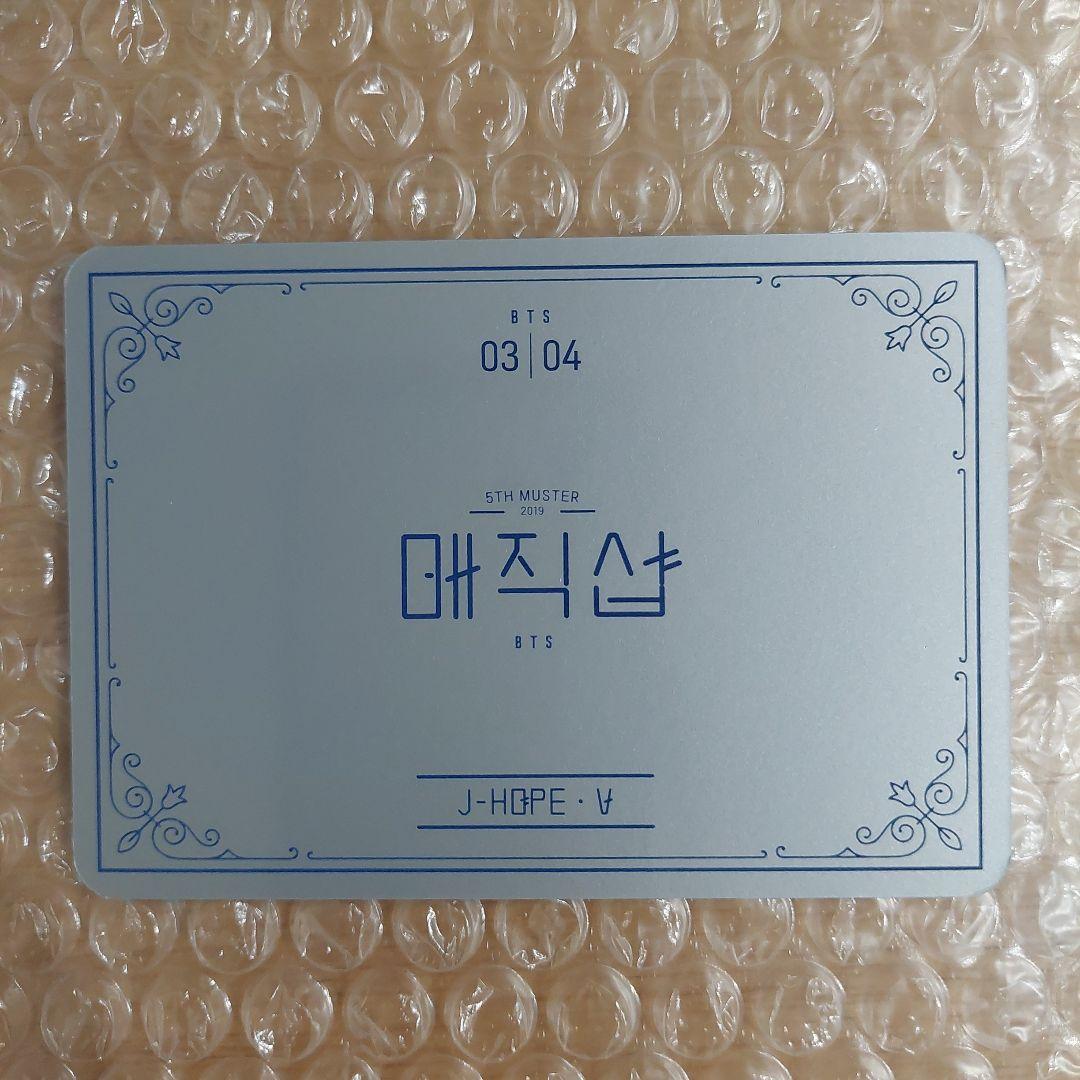 BTS
03|04
5TH MUSTER
2019
매직샵
BTS
J-HOPE · V